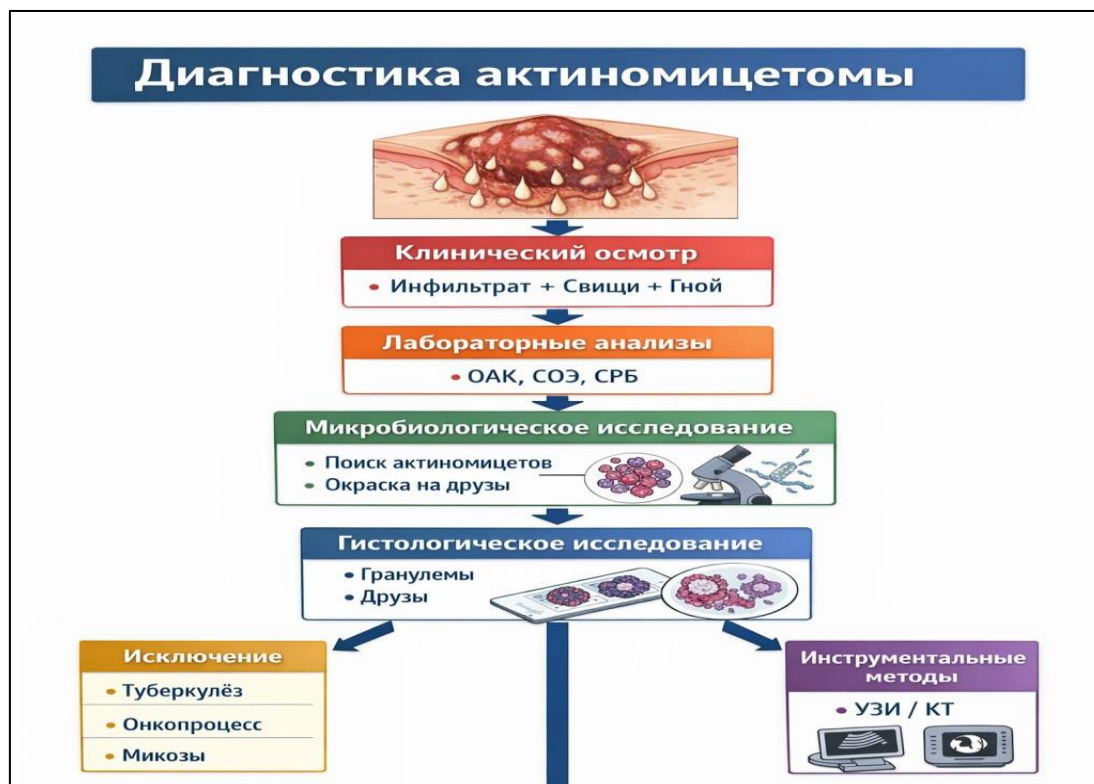 Диагностика актиномицетомы
Клинический осмотр
• Инфильтрат + Свищи + Гной
Лабораторные анализы
• ОАК, СОЭ, СРБ
Микробиологическое исследование
• Поиск актиномицетов
• Окраска на друзы
Гистологическое исследование
• Гранулемы
• Друзы
Исключение
• Туберкулёз
• Онкопроцесс
• Микозы
Инструментальные
методы
• УЗИ / КТ